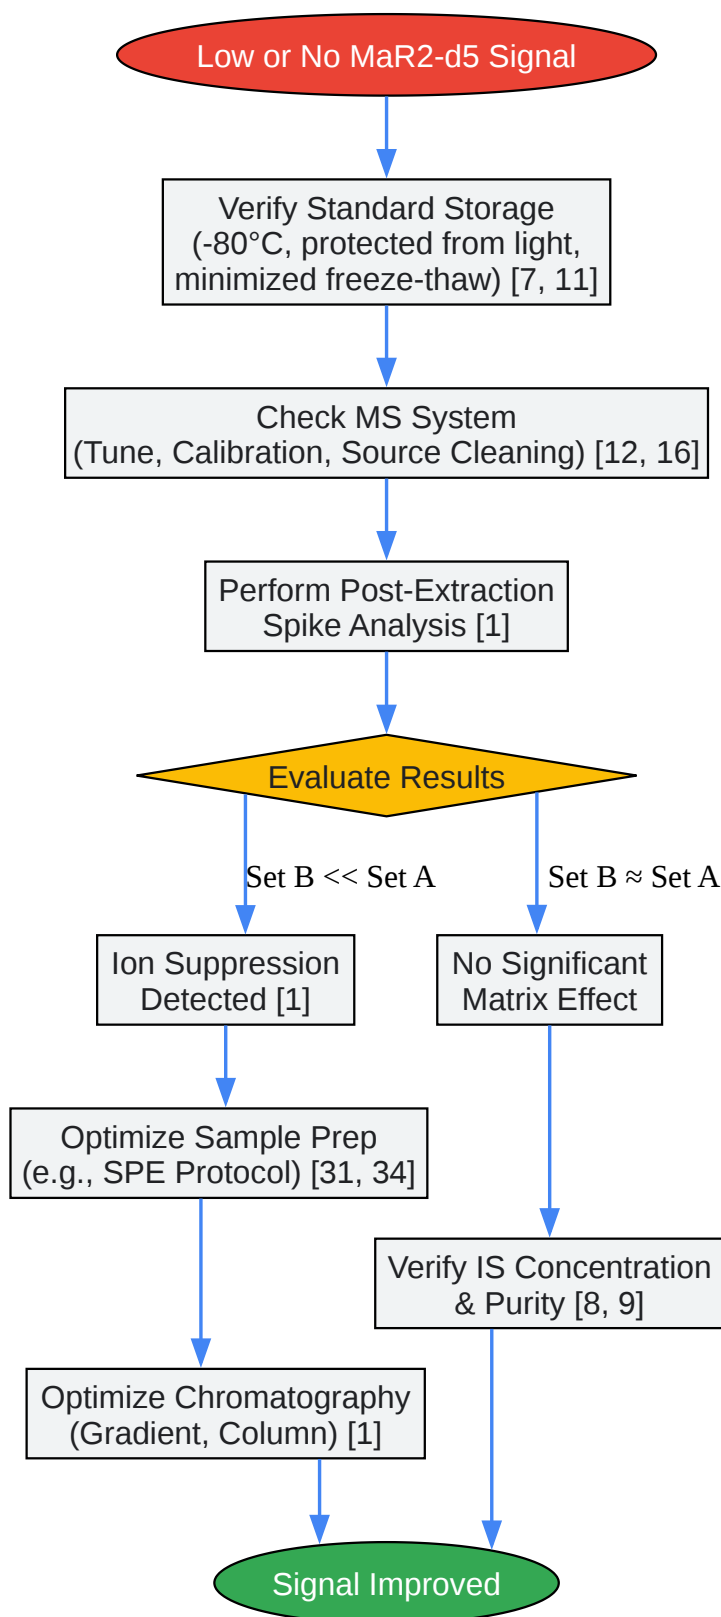 Low or No MaR2-d5 Signal
Verify Standard Storage
(-80°C, protected from light,
minimized freeze-thaw) [7, 11]
Check MS System
(Tune, Calibration, Source Cleaning) [12, 16]
Perform Post-Extraction
Spike Analysis [1]
Evaluate Results
Set B << Set A
Set B ≈ Set A
Ion Suppression
Detected [1]
No Significant
Matrix Effect
Optimize Sample Prep
(e.g., SPE Protocol) [31, 34]
Verify IS Concentration
& Purity [8, 9]
Optimize Chromatography
(Gradient, Column) [1]
Signal Improved